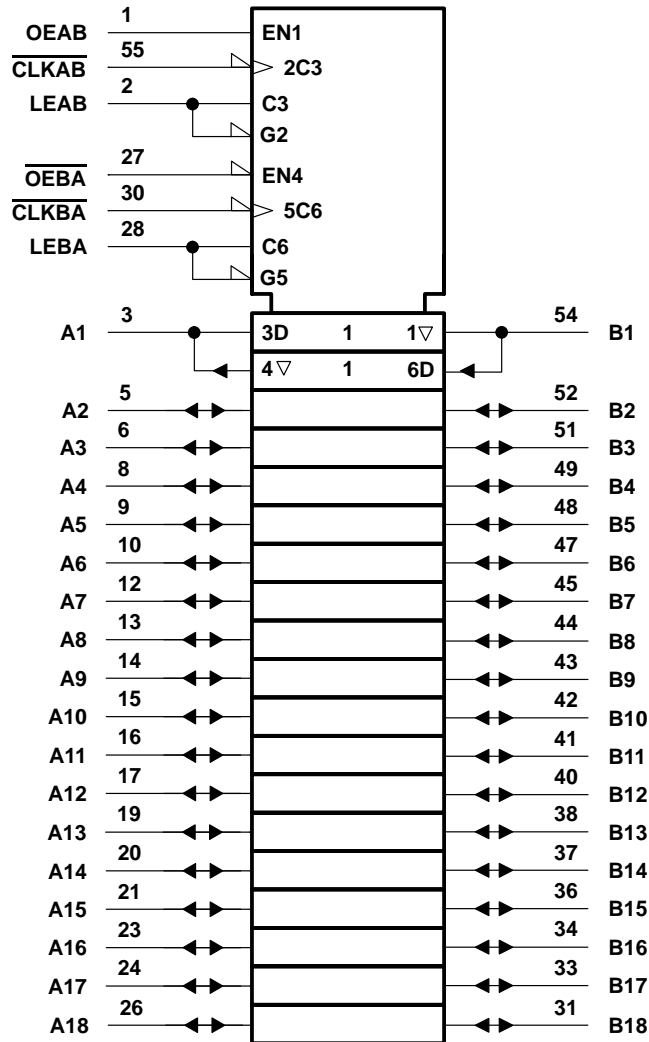 1
OEAB EN1
55
CLKAB 2C3
2
LEAB C3
G2
27
OEBA EN4
30
CLKBA 5C6
28
LEBA C6
G5
3 54
A1 3D 1 1▽ B1
4▽ 1 6D
5 52
A2 B2
6 51
A3 B3
8 49
A4 B4
9 48
A5 B5
10 47
A6 B6
12 45
A7 B7
13 44
A8 B8
14 43
A9 B9
15 42
A10 B10
16 41
A11 B11
17 40
A12 B12
19 38
A13 B13
20 37
A14 B14
21 36
A15 B15
23 34
A16 B16
24 33
A17 B17
26 31
A18 B18